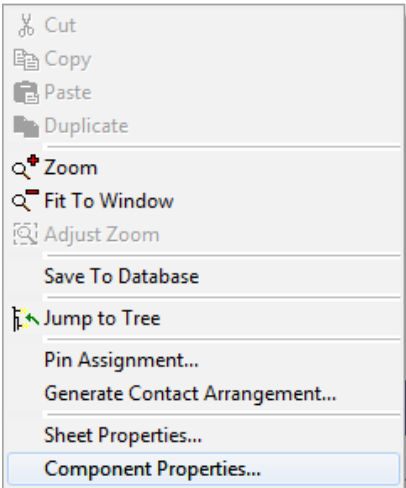 Cut
Copy
Paste
Duplicate
Zoom
Fit To Window
Adjust Zoom
Save To Database
Jump to Tree
Pin Assignment...
Generate Contact Arrangement...
Sheet Properties...
Component Properties...